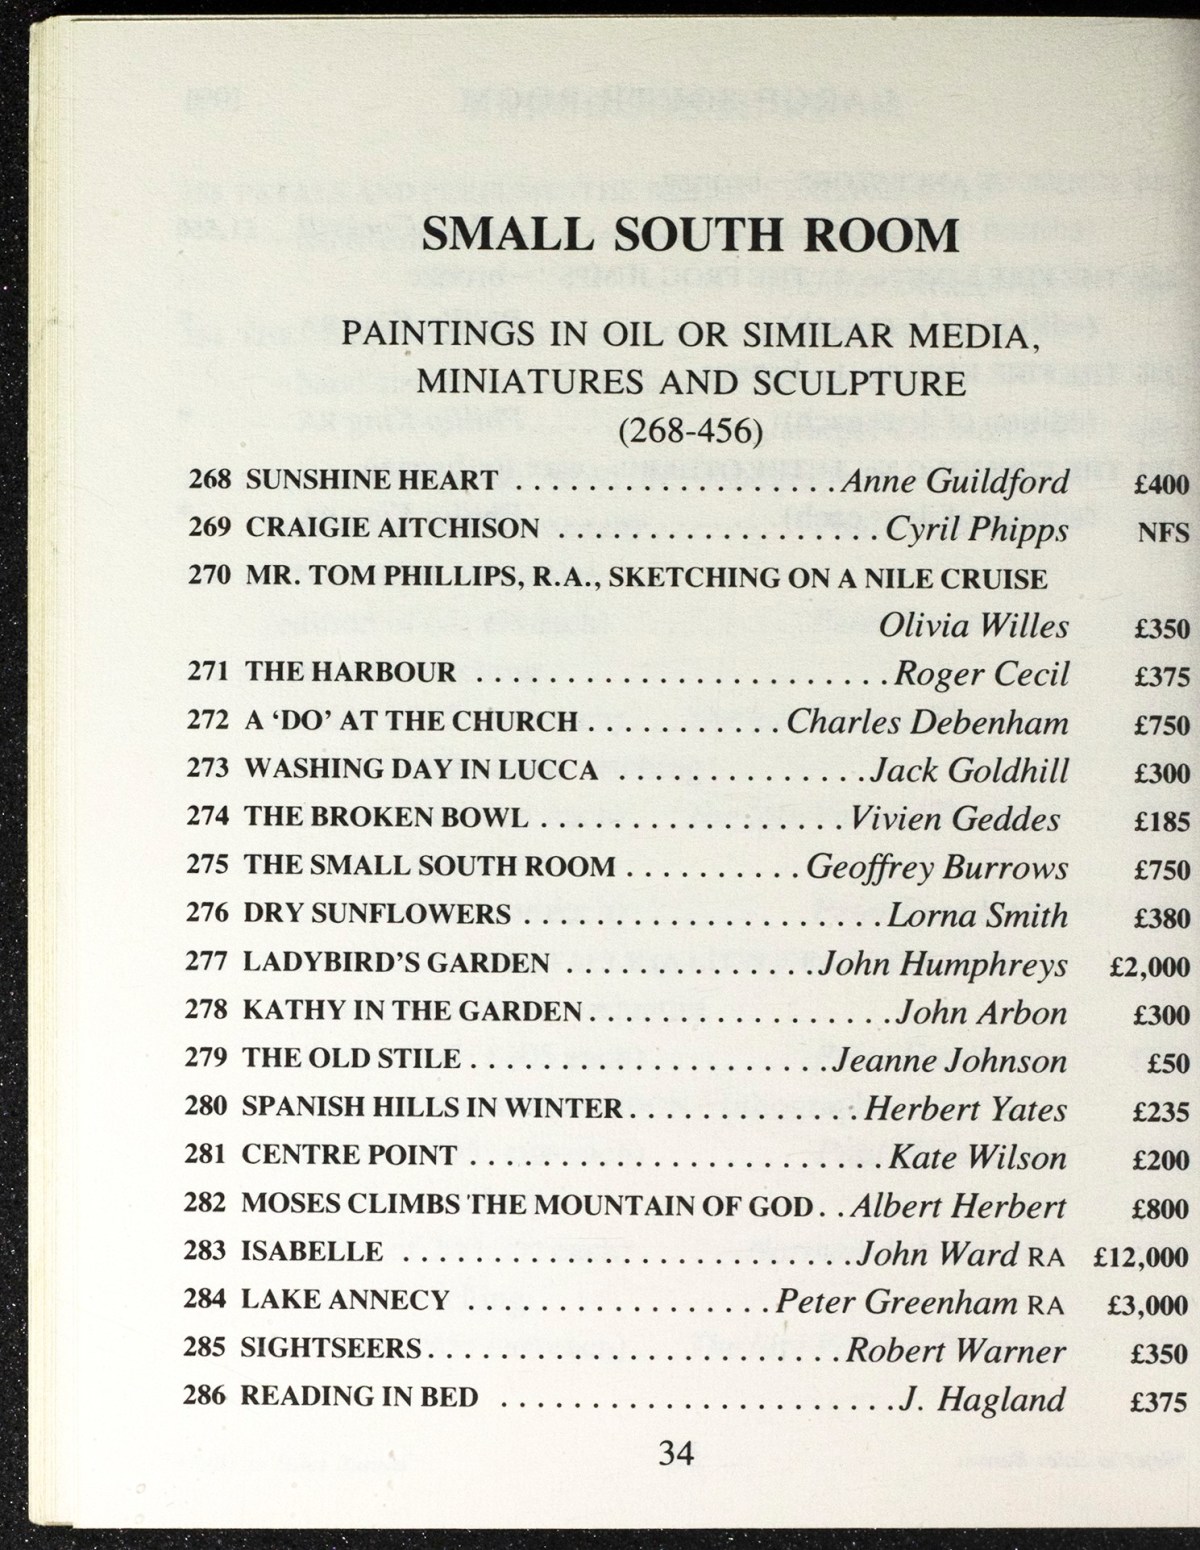 SMALL SOUTH ROOM
PAINTINGS IN OIL OR SIMILAR MEDIA,
MINIATURES AND SCULPTURE
(268-456)
268 SUNSHINE HEART . . . . . . . . . . . . . . . . . . Anne Guildford £400
269 CRAIGIE AITCHISON . . . . . . . . . . . . . . . . . . Cyril Phipps NFS
270 MR. TOM PHILLIPS, R.A., SKETCHING ON A NILE CRUISE
Olivia Willes £350
271 THE HARBOUR . . . . . . . . . . . . . . . . . . . . . . . Roger Cecil £375
272 A ‘DO’ AT THE CHURCH . . . . . . . . . . . Charles Debenham £750
273 WASHING DAY IN LUCCA . . . . . . . . . . . . . . Jack Goldhill £300
274 THE BROKEN BOWL . . . . . . . . . . . . . . . . . Vivien Geddes £185
275 THE SMALL SOUTH ROOM . . . . . . . . . . Geoffrey Burrows £750
276 DRY SUNFLOWERS . . . . . . . . . . . . . . . . . . . . Lorna Smith £380
277 LADYBIRD’S GARDEN . . . . . . . . . . . . . . John Humphreys £2,000
278 KATHY IN THE GARDEN . . . . . . . . . . . . . . . . . John Arbon £300
279 THE OLD STILE . . . . . . . . . . . . . . . . . . . . Jeanne Johnson £50
280 SPANISH HILLS IN WINTER . . . . . . . . . . . . . Herbert Yates £235
281 CENTRE POINT . . . . . . . . . . . . . . . . . . . . . . . Kate Wilson £200
282 MOSES CLIMBS THE MOUNTAIN OF GOD . . Albert Herbert £800
283 ISABELLE . . . . . . . . . . . . . . . . . . . . . . . . . John Ward RA £12,000
284 LAKE ANNECY . . . . . . . . . . . . . . . . . Peter Greenham RA £3,000
285 SIGHTSEERS . . . . . . . . . . . . . . . . . . . . . . . Robert Warner £350
286 READING IN BED . . . . . . . . . . . . . . . . . . . . . . J. Hagland £375
34